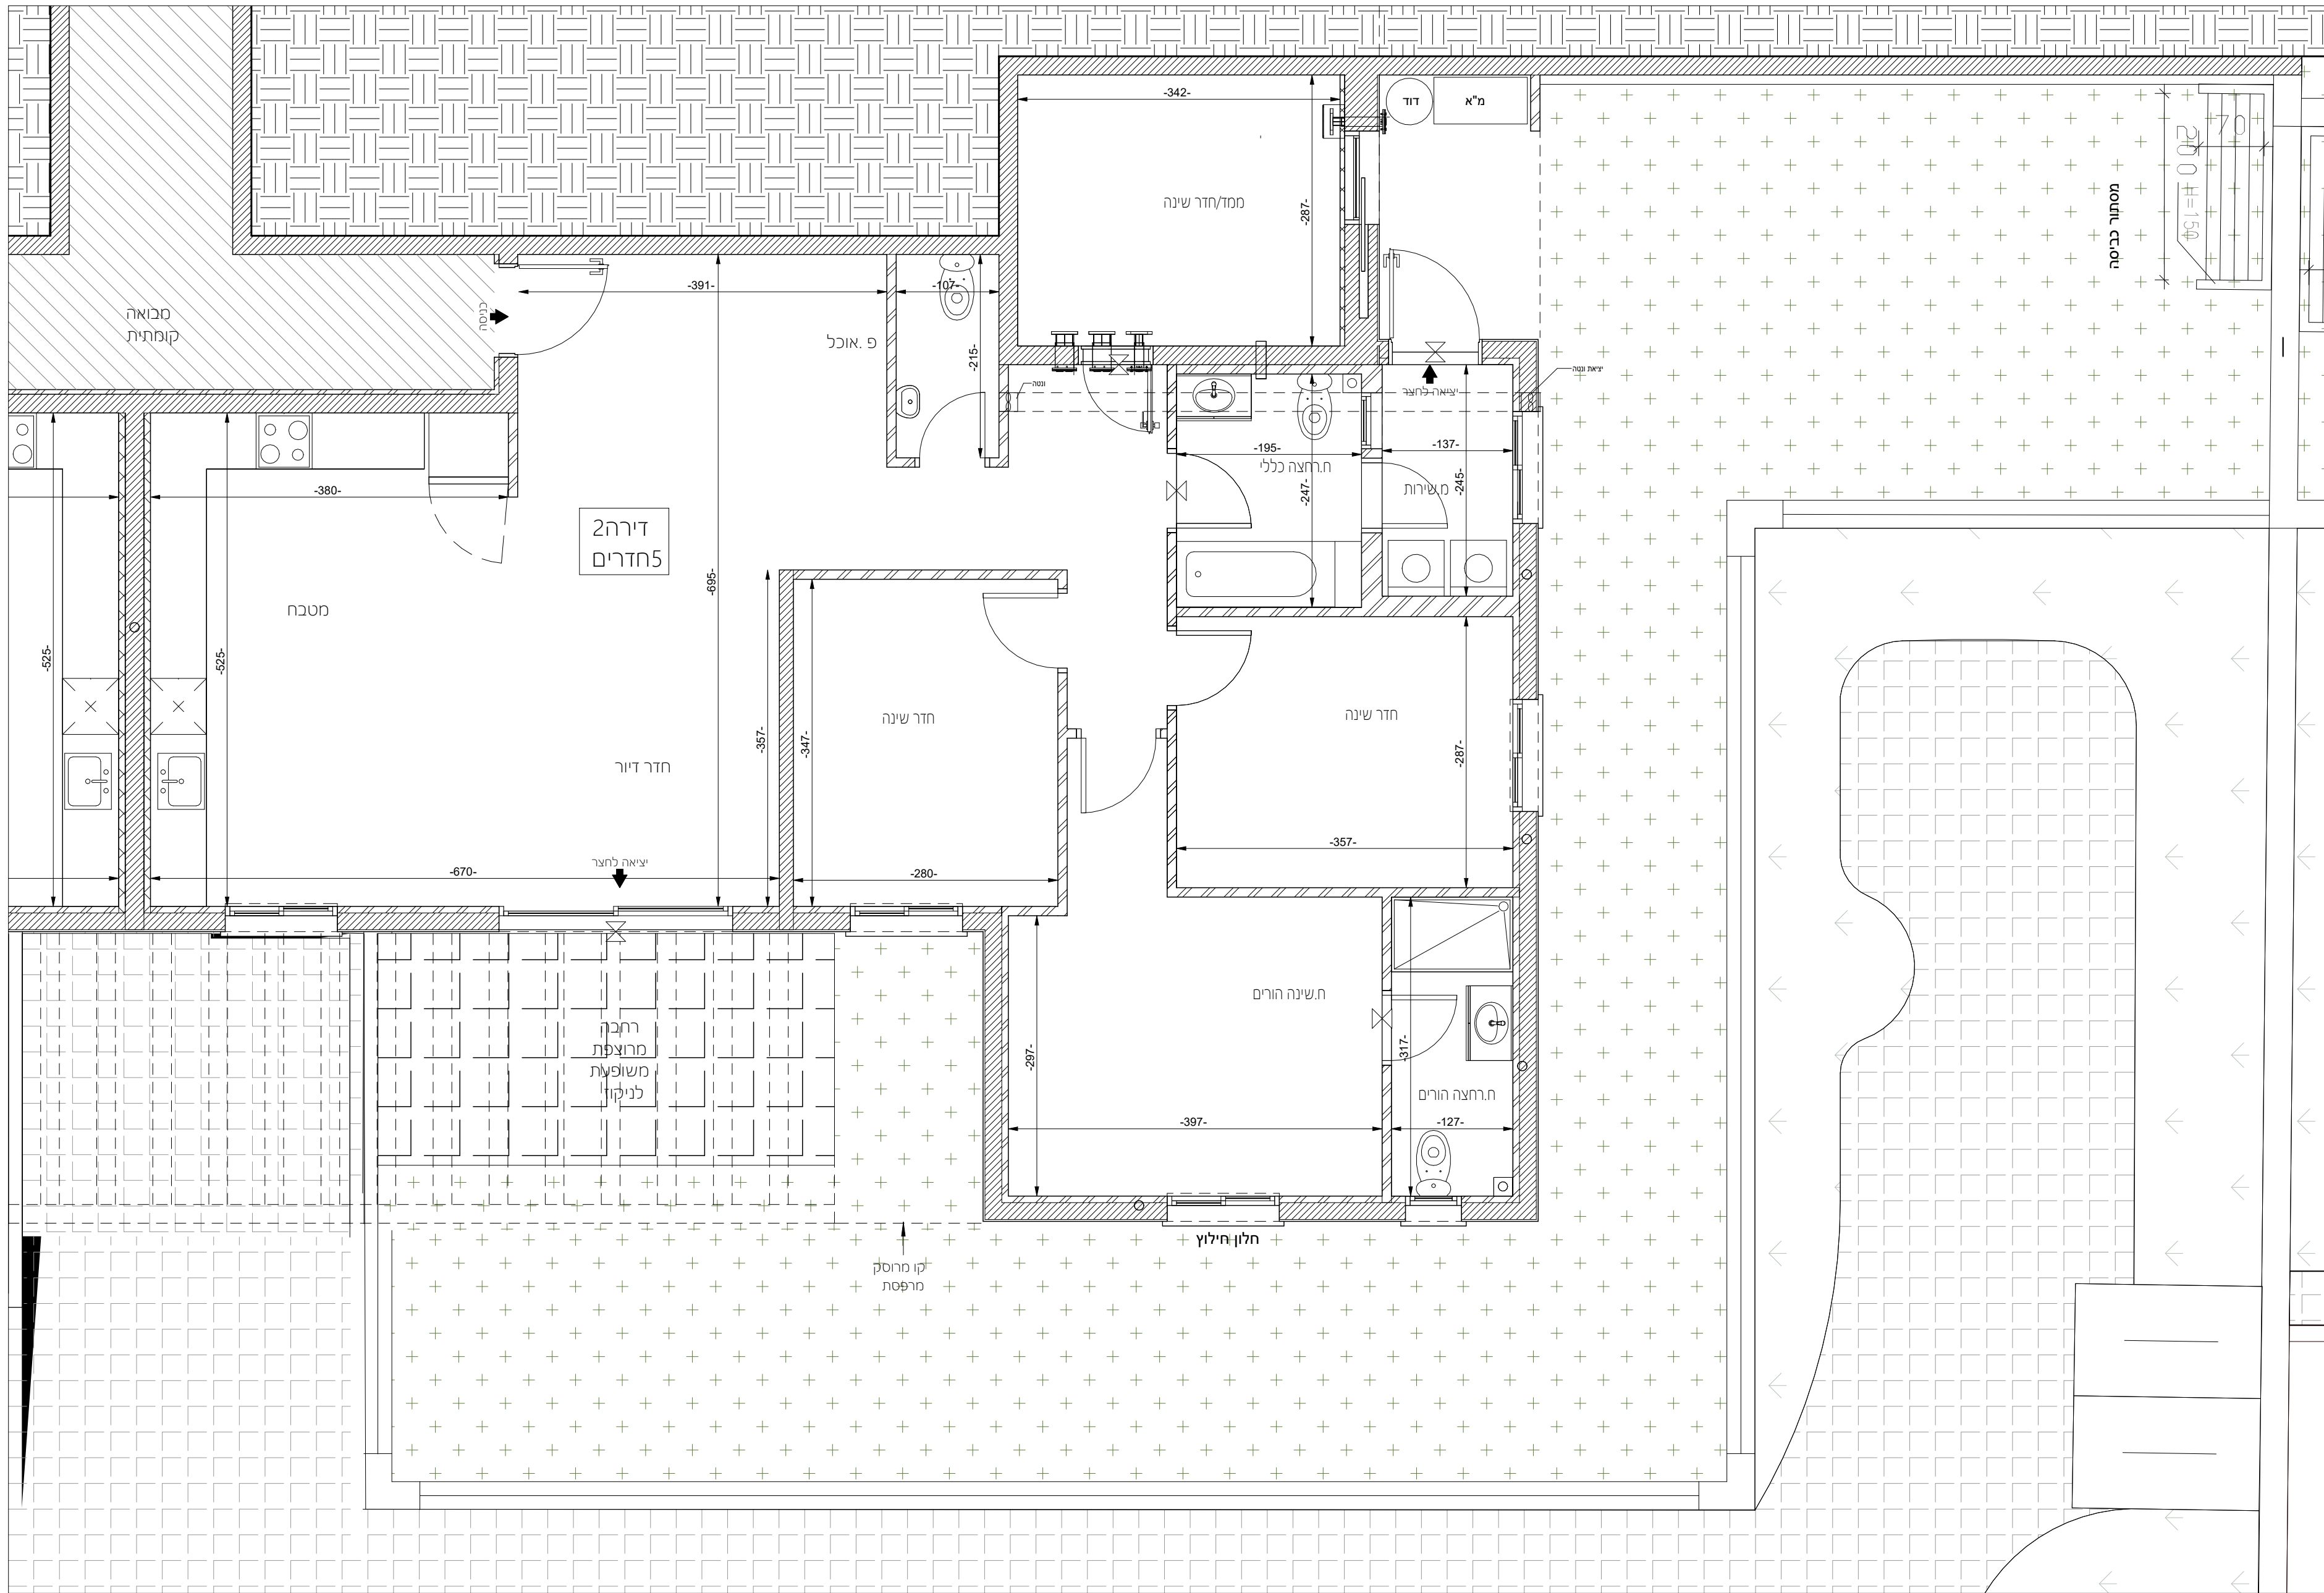 -342-
דוד
מ"א
70
200
H=150
מסתור כביסה
ממד/חדר שינה
-287-
-391-
-107-
כניסה
מבואה
קומתית
פ .אוכל
-215-
ונטה
יציאה לחצר
יציאת ונטה
-195-
ח.רחצה כללי
-247-
-137-
מ.שירות
-245-
-380-
דירה2
5חדרים
-695-
מטבח
-525-
-525-
-357-
-347-
חדר שינה
חדר שינה
-287-
חדר דיור
-357-
יציאה לחצר
-670-
-280-
ח.שינה הורים
רחבה
מרוצפת
משופעת
לניקוז
-297-
-317-
ח.רחצה הורים
-397-
-127-
חלון חילוץ
קו מרוסק
מרפסת